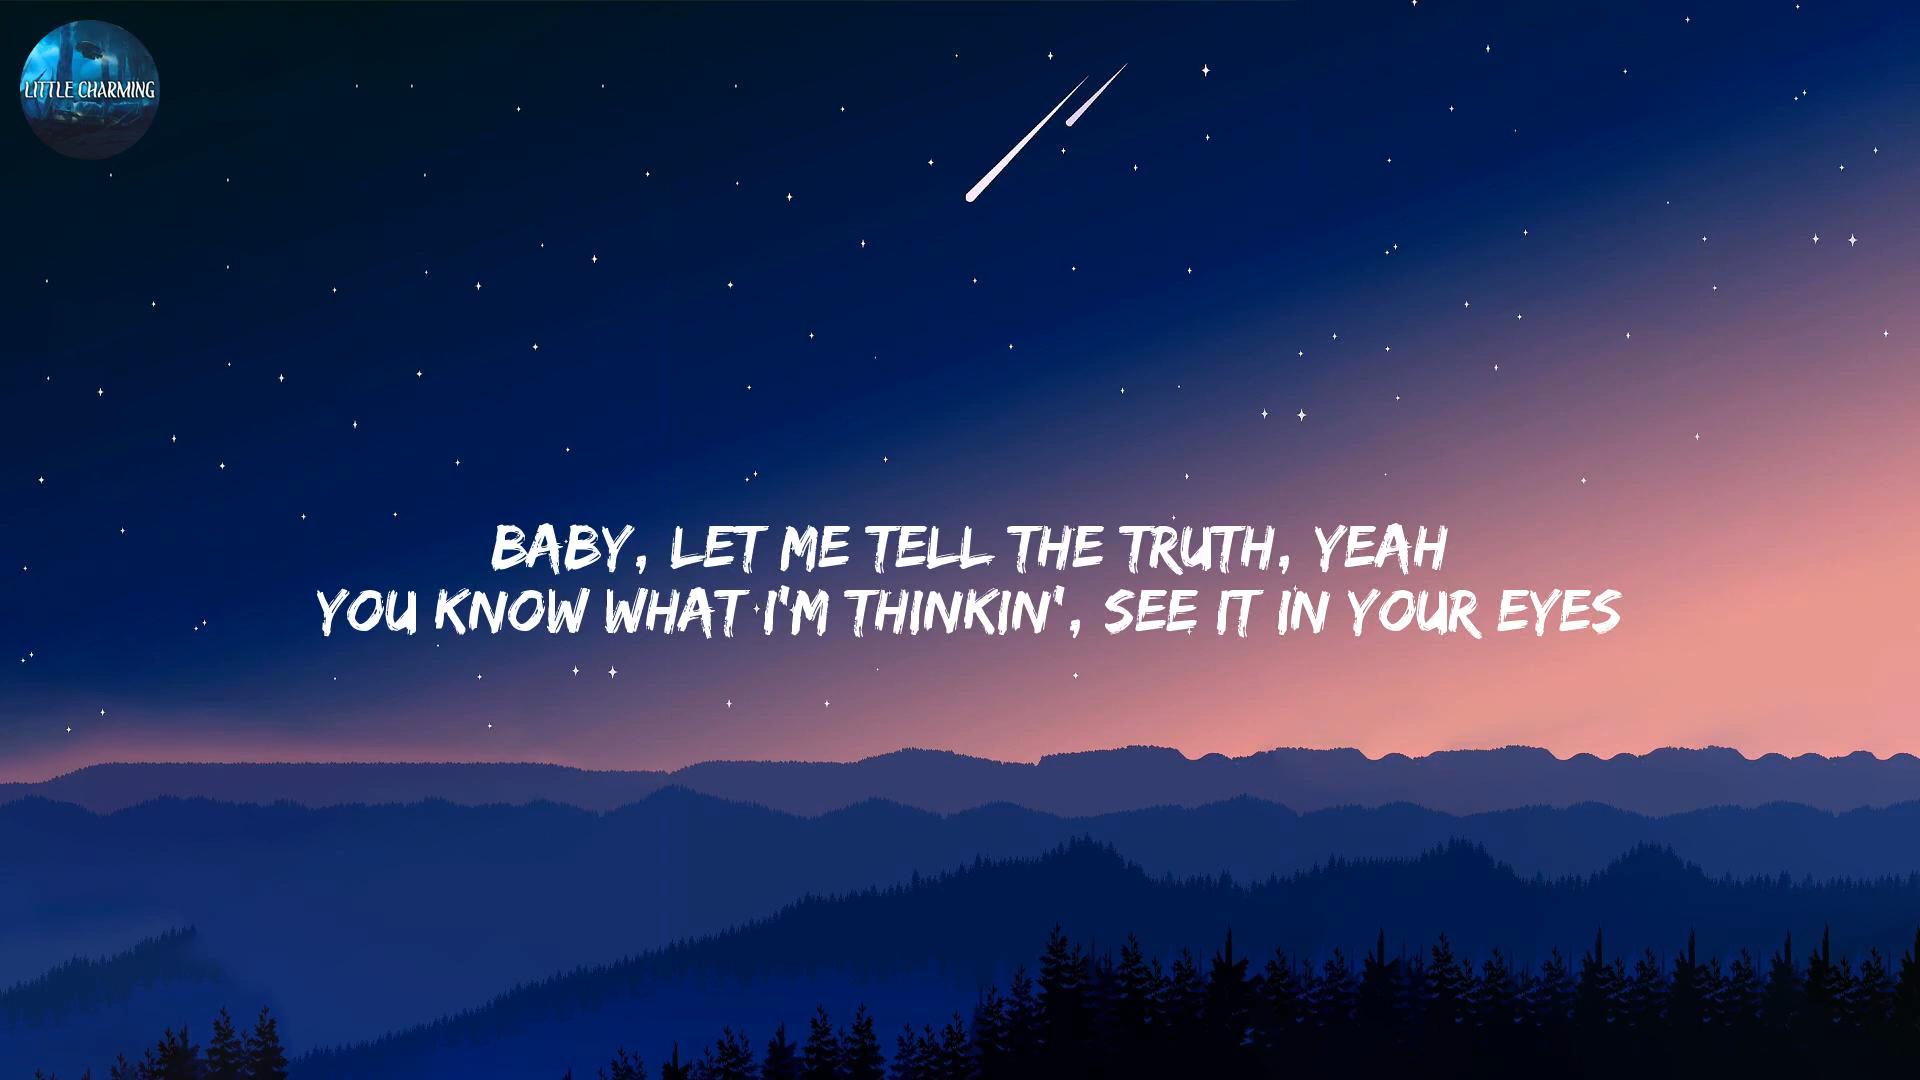 LITTLE CHARMING
BABY, LET ME TELL THE TRUTH, YEAH
YOU KNOW WHAT I'M THINKIN', SEE IT IN YOUR EYES